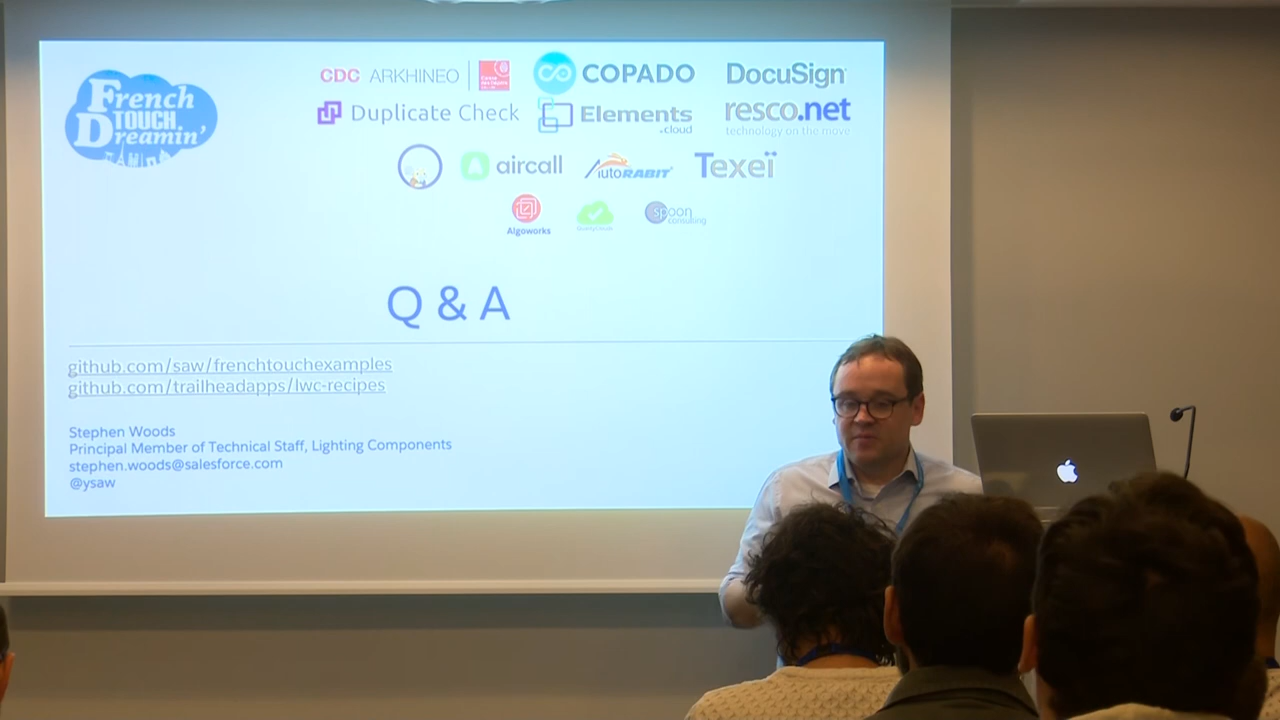 French
TOUCH
Dreamin'
CDC ARKHINEO
COPADO
DocuSign
Duplicate Check
Elements
.cloud
resco.net
technology on the move
aircall
AutoRABIT
Texeï
Algoworks
spoon
consulting
Q & A
github.com/saw/frenchtouchexamples
github.com/trailheadapps/lwc-recipes
Stephen Woods
Principal Member of Technical Staff, Lighting Components
stephen.woods@salesforce.com
@ysaw